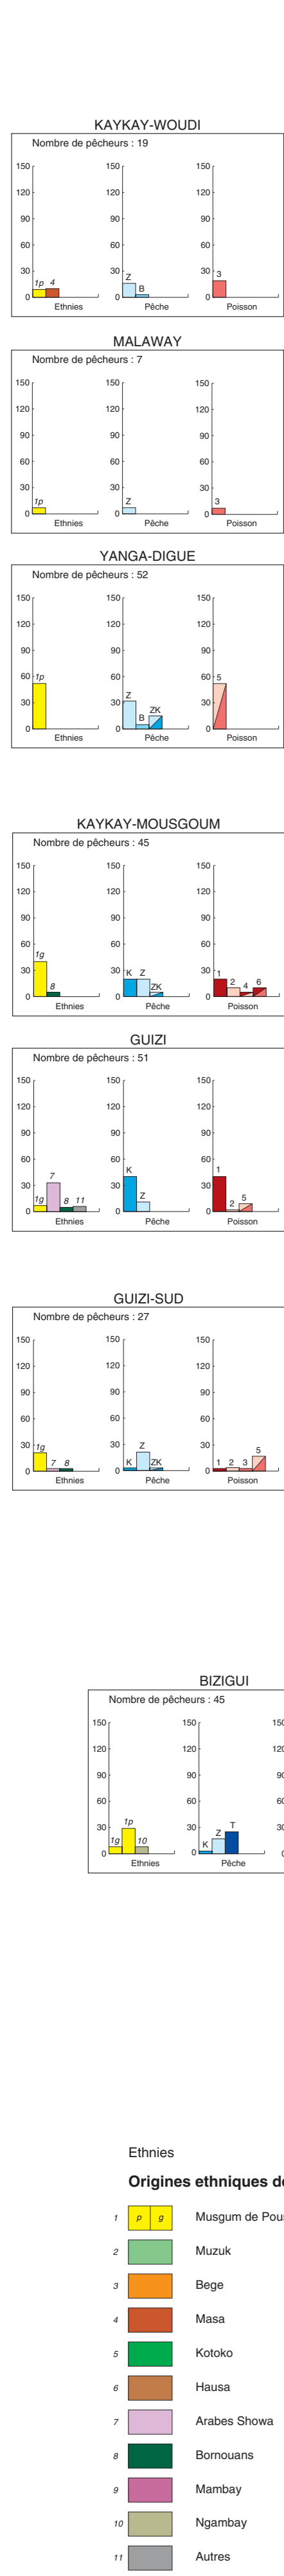 KAYKAY-WOUDI
Nombre de pêcheurs : 19
150 150 150
120 120 120
90 90 90
60 60 60
30 30 30
1p 4 Z B 3
0 0 0
Ethnies Pêche Poisson
MALAWAY
Nombre de pêcheurs : 7
150 150 150
120 120 120
90 90 90
60 60 60
30 30 30
1p Z 3
0 0 0
Ethnies Pêche Poisson
YANGA-DIGUE
Nombre de pêcheurs : 52
150 150 150
120 120 120
90 90 90
60 60 60
1p Z B ZK 5
30 30 30
0 0 0
Ethnies Pêche Poisson
KAYKAY-MOUSGOUM
Nombre de pêcheurs : 45
150 150 150
120 120 120
90 90 90
60 60 60
30 30 30
1g 8 K Z ZK 1 2 4 6
0 0 0
Ethnies Pêche Poisson
GUIZI
Nombre de pêcheurs : 51
150 150 150
120 120 120
90 90 90
60 60 60
30 30 30
1g 7 8 11 K Z 1 2 5
0 0 0
Ethnies Pêche Poisson
GUIZI-SUD
Nombre de pêcheurs : 27
150 150 150
120 120 120
90 90 90
60 60 60
30 30 30
1g 7 8 K Z ZK 1 2 3 5
0 0 0
Ethnies Pêche Poisson
BIZIGUI
Nombre de pêcheurs : 45
150 150 150
120 120 120
90 90 90
60 60 60
30 30 30
1g 1p 10 K Z T
0 0 0
Ethnies Pêche
Ethnies
Origines ethniques de
1 p g Musgum de Pous
2 Muzuk
3 Bege
4 Masa
5 Kotoko
6 Hausa
7 Arabes Showa
8 Bornouans
9 Mambay
10 Ngambay
11 Autres